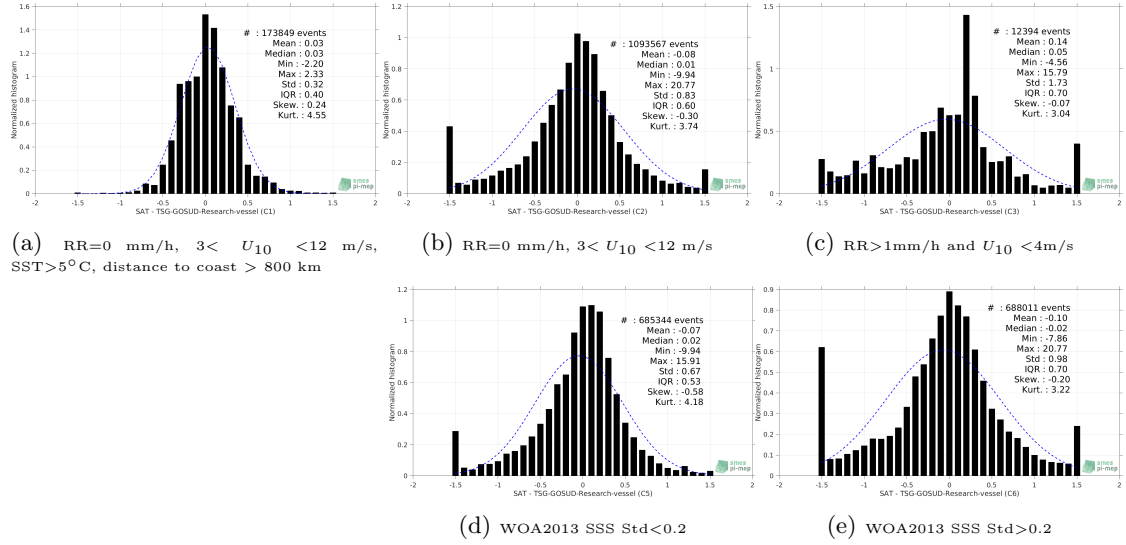 1.6
1.4
1.2
1
0.8
0.6
0.4
0.2
0
Normalized histogram
-2 -1.5 -1 -0.5 0 0.5 1 1.5 2
SAT - TSG-GOSUD-Research-vessel (C1)
# : 173849 events
Mean : 0.03
Median : 0.03
Min : -2.20
Max : 2.33
Std : 0.32
IQR : 0.40
Skew. : 0.24
Kurt. : 4.55
smos
pi-mep
(a) RR=0 mm/h, 3< U10 <12 m/s,
SST>5°C, distance to coast > 800 km
1.2
1
0.8
0.6
0.4
0.2
0
Normalized histogram
-2 -1.5 -1 -0.5 0 0.5 1 1.5 2
SAT - TSG-GOSUD-Research-vessel (C2)
# : 1093567 events
Mean : -0.08
Median : 0.01
Min : -9.94
Max : 20.77
Std : 0.83
IQR : 0.60
Skew. : -0.30
Kurt. : 3.74
smos
pi-mep
(b) RR=0 mm/h, 3< U10 <12 m/s
1.5
1
0.5
0
Normalized histogram
-2 -1.5 -1 -0.5 0 0.5 1 1.5 2
SAT - TSG-GOSUD-Research-vessel (C3)
# : 12394 events
Mean : 0.14
Median : 0.05
Min : -4.56
Max : 15.79
Std : 1.73
IQR : 0.70
Skew. : -0.07
Kurt. : 3.04
smos
pi-mep
(c) RR>1mm/h and U10 <4m/s
1.2
1
0.8
0.6
0.4
0.2
0
Normalized histogram
-2 -1.5 -1 -0.5 0 0.5 1 1.5 2
SAT - TSG-GOSUD-Research-vessel (C5)
# : 685344 events
Mean : -0.07
Median : 0.02
Min : -9.94
Max : 15.91
Std : 0.67
IQR : 0.53
Skew. : -0.58
Kurt. : 4.18
smos
pi-mep
(d) WOA2013 SSS Std<0.2
0.9
0.8
0.7
0.6
0.5
0.4
0.3
0.2
0.1
0
Normalized histogram
-2 -1.5 -1 -0.5 0 0.5 1 1.5 2
SAT - TSG-GOSUD-Research-vessel (C6)
# : 688011 events
Mean : -0.10
Median : -0.02
Min : -7.86
Max : 20.77
Std : 0.98
IQR : 0.70
Skew. : -0.20
Kurt. : 3.22
smos
pi-mep
(e) WOA2013 SSS Std>0.2